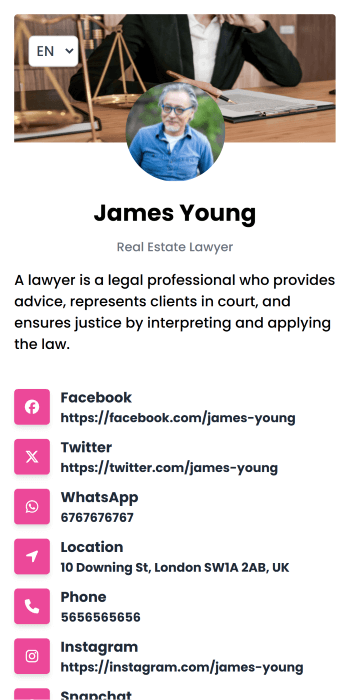 EN
James Young
Real Estate Lawyer
A lawyer is a legal professional who provides
advice, represents clients in court, and
ensures justice by interpreting and applying
the law.
Facebook
https://facebook.com/james-young
Twitter
https://twitter.com/james-young
WhatsApp
6767676767
Location
10 Downing St, London SW1A 2AB, UK
Phone
5656565656
Instagram
https://instagram.com/james-young
Snapchat